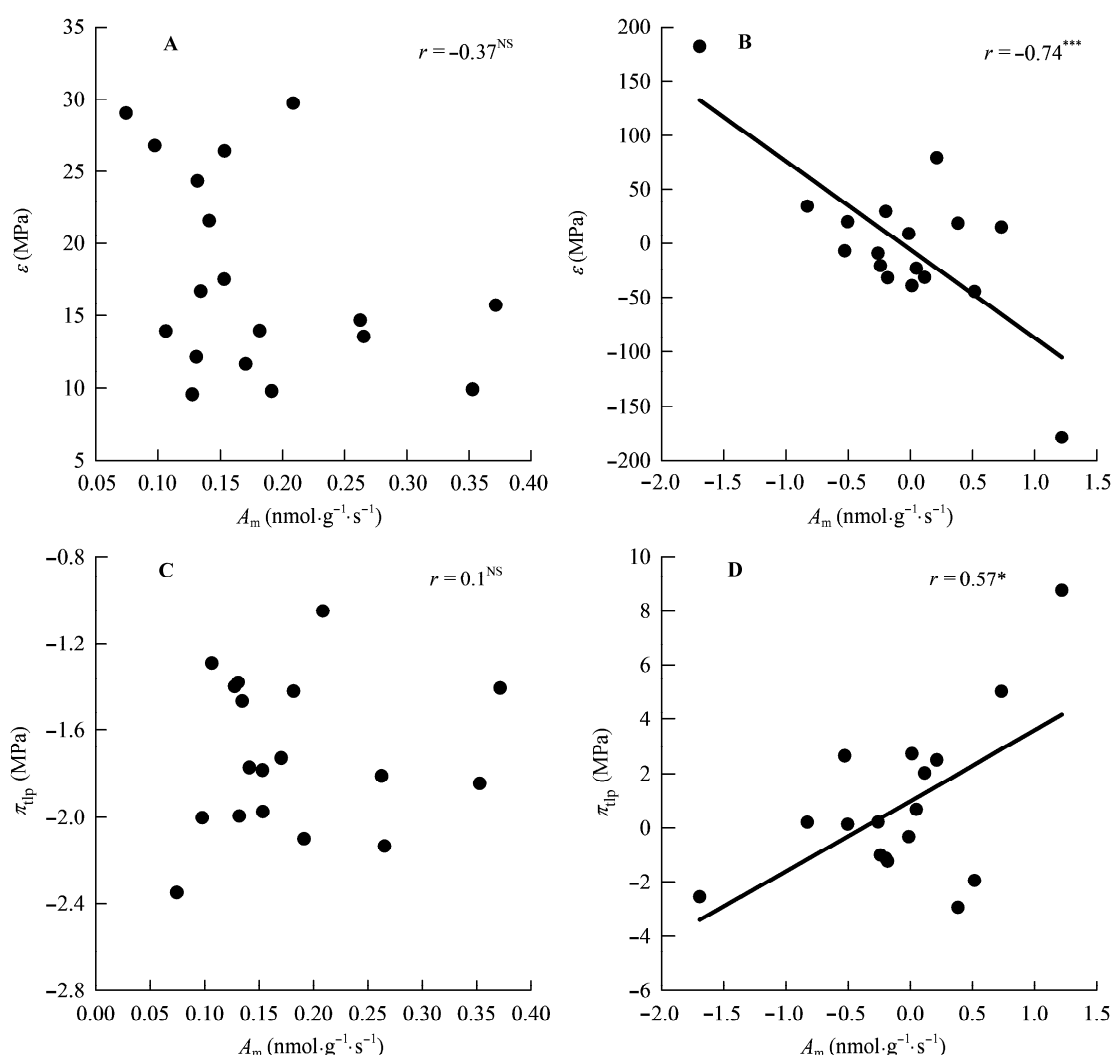 A
r = –0.37NS
35
30
25
20
15
10
5
ε (MPa)
0.05 0.10 0.15 0.20 0.25 0.30 0.35 0.40
Am (nmol·g–1·s–1)
B
r = –0.74***
200
150
100
50
0
–50
–100
–150
–200
ε (MPa)
–2.0 –1.5 –1.0 –0.5 0.0 0.5 1.0 1.5
Am (nmol·g–1·s–1)
C
r = 0.1NS
–0.8
–1.2
–1.6
–2.0
–2.4
–2.8
πtlp (MPa)
0.00 0.05 0.10 0.15 0.20 0.25 0.30 0.35 0.40
Am (nmol·g–1·s–1)
D
r = 0.57*
10
8
6
4
2
0
–2
–4
–6
πtlp (MPa)
–2.0 –1.5 –1.0 –0.5 0.0 0.5 1.0 1.5
Am (nmol·g–1·s–1)